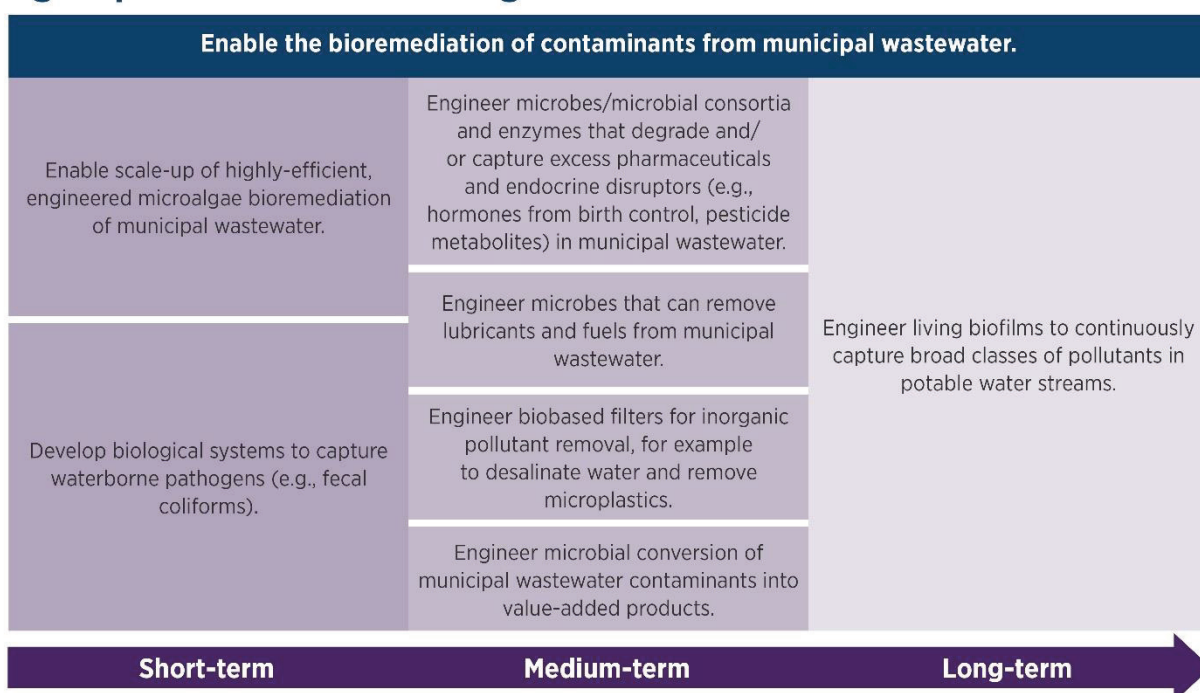 Enable the bioremediation of contaminants from municipal wastewater.
Enable scale-up of highly-efficient,
engineered microalgae bioremediation
of municipal wastewater.
Develop biological systems to capture
waterborne pathogens (e.g., fecal
coliforms).
Engineer microbes/microbial consortia
and enzymes that degrade and/
or capture excess pharmaceuticals
and endocrine disruptors (e.g.,
hormones from birth control, pesticide
metabolites) in municipal wastewater.
Engineer microbes that can remove
lubricants and fuels from municipal
wastewater.
Engineer biobased filters for inorganic
pollutant removal, for example
to desalinate water and remove
microplastics.
Engineer microbial conversion of
municipal wastewater contaminants into
value-added products.
Engineer living biofilms to continuously
capture broad classes of pollutants in
potable water streams.
Short-term
Medium-term
Long-term